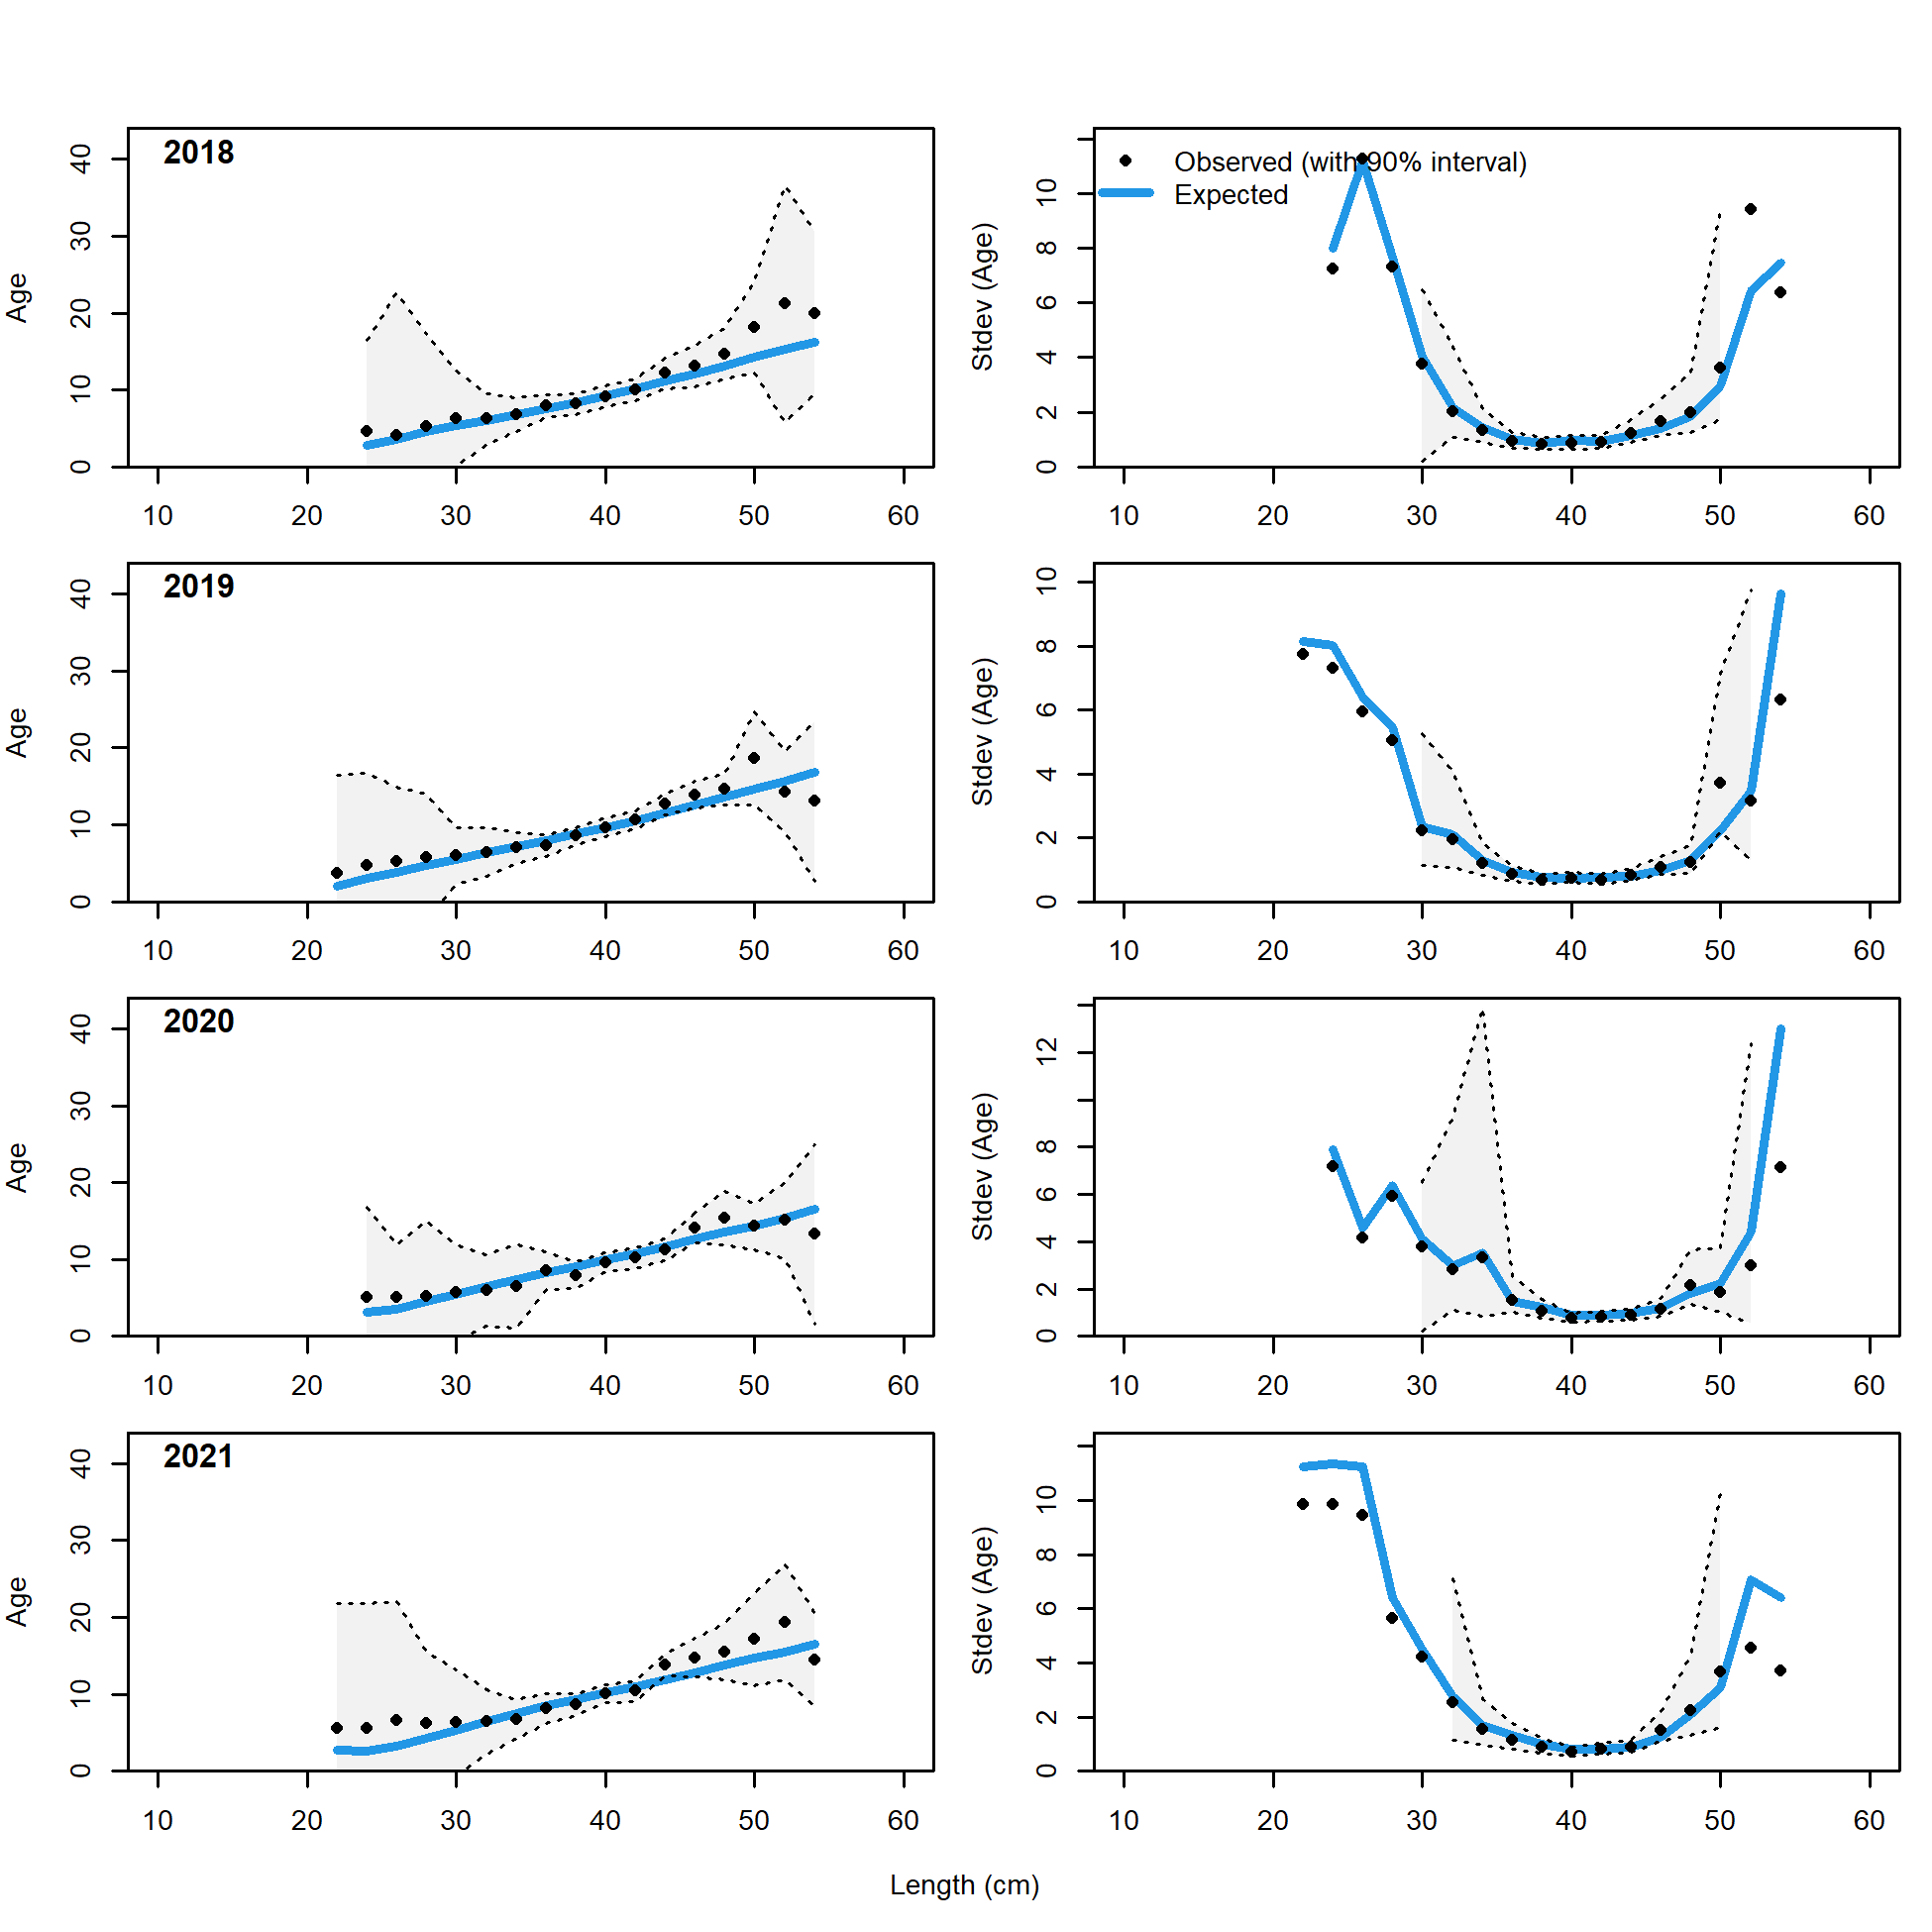 2018
Age
0 10 20 30 40
10 20 30 40 50 60
Observed (with 90% interval)
Expected
Stdev (Age)
0 2 4 6 8 10
10 20 30 40 50 60
2019
Age
0 10 20 30 40
10 20 30 40 50 60
Stdev (Age)
0 2 4 6 8 10
10 20 30 40 50 60
2020
Age
0 10 20 30 40
10 20 30 40 50 60
Stdev (Age)
0 2 4 6 8 12
10 20 30 40 50 60
2021
Age
0 10 20 30 40
10 20 30 40 50 60
Stdev (Age)
0 2 4 6 8 10
10 20 30 40 50 60
Length (cm)